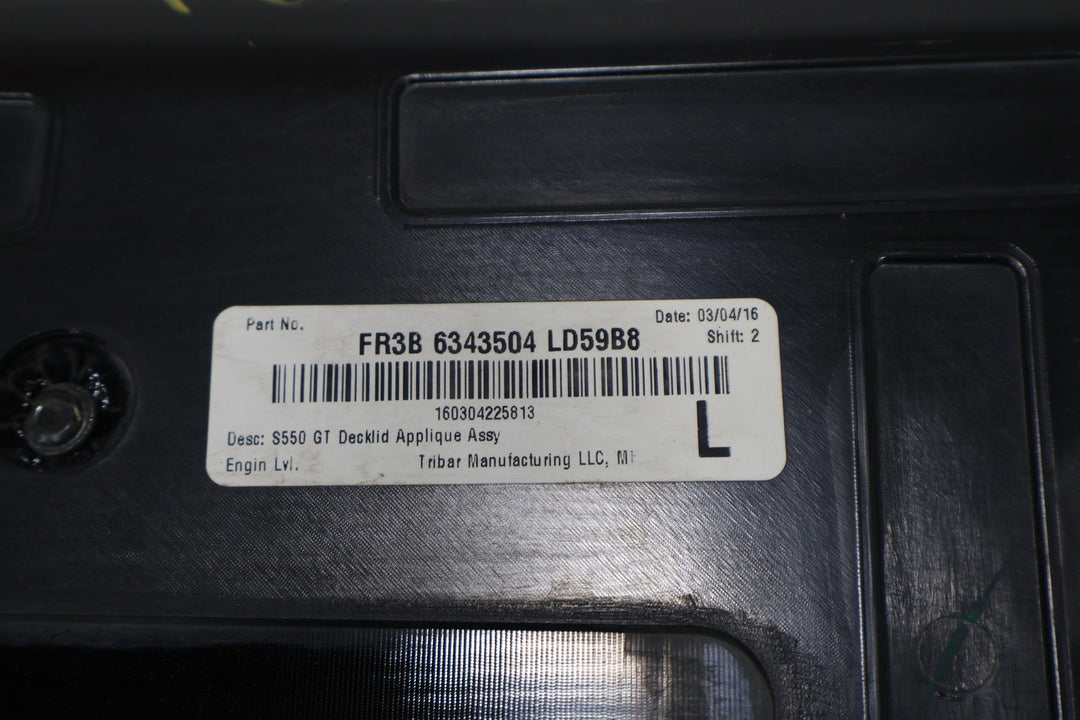 Part No.
Date: 03/04/16
FR3B 6343504 LD59B8
Shift: 2
160304225813
L
Desc: S550 GT Decklid Applique Assy
Engin Lvl.
Tribar Manufacturing LLC, MI